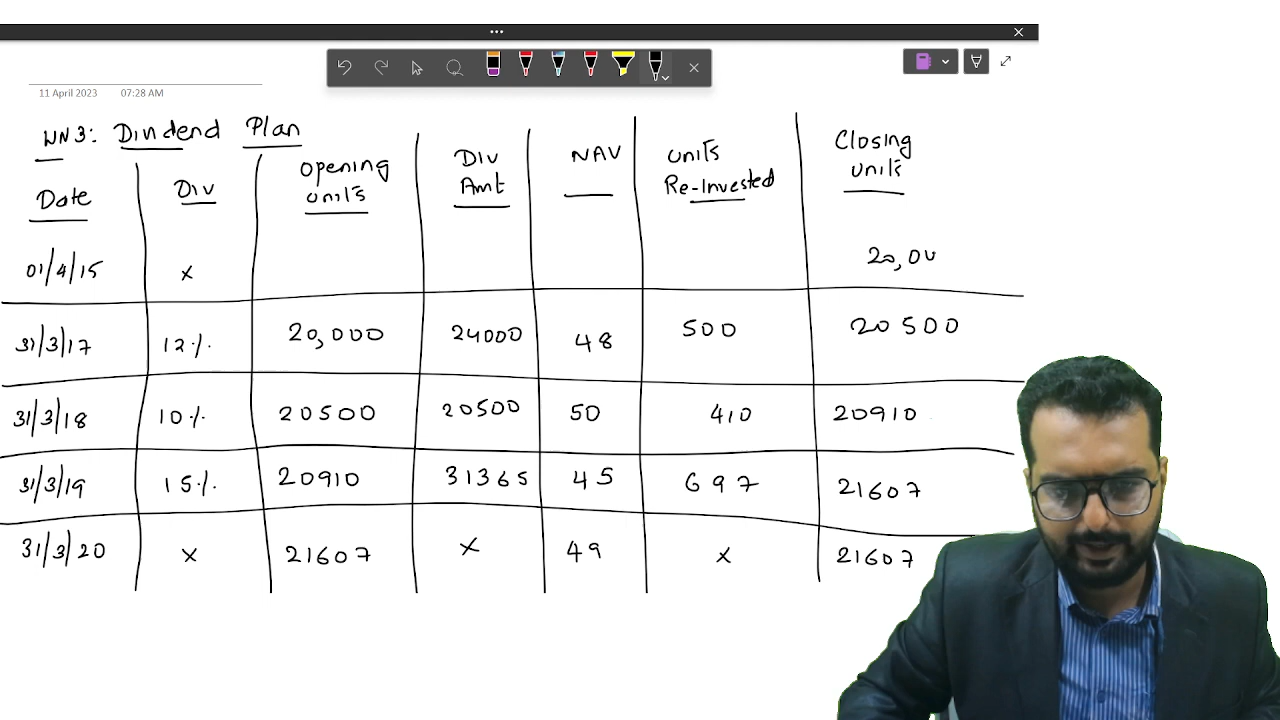 11 April 2023 07:28 AM
WN3: Dividend Plan
Date Div Opening units Div Amt NAV Units Re-Invested Closing units
01/4/15 x 20,00
31/3/17 12% 20,000 24000 48 500 20500
31/3/18 10% 20500 20500 50 410 20910
31/3/19 15% 20910 31365 45 697 21607
31/3/20 x 21607 x 49 x 21607